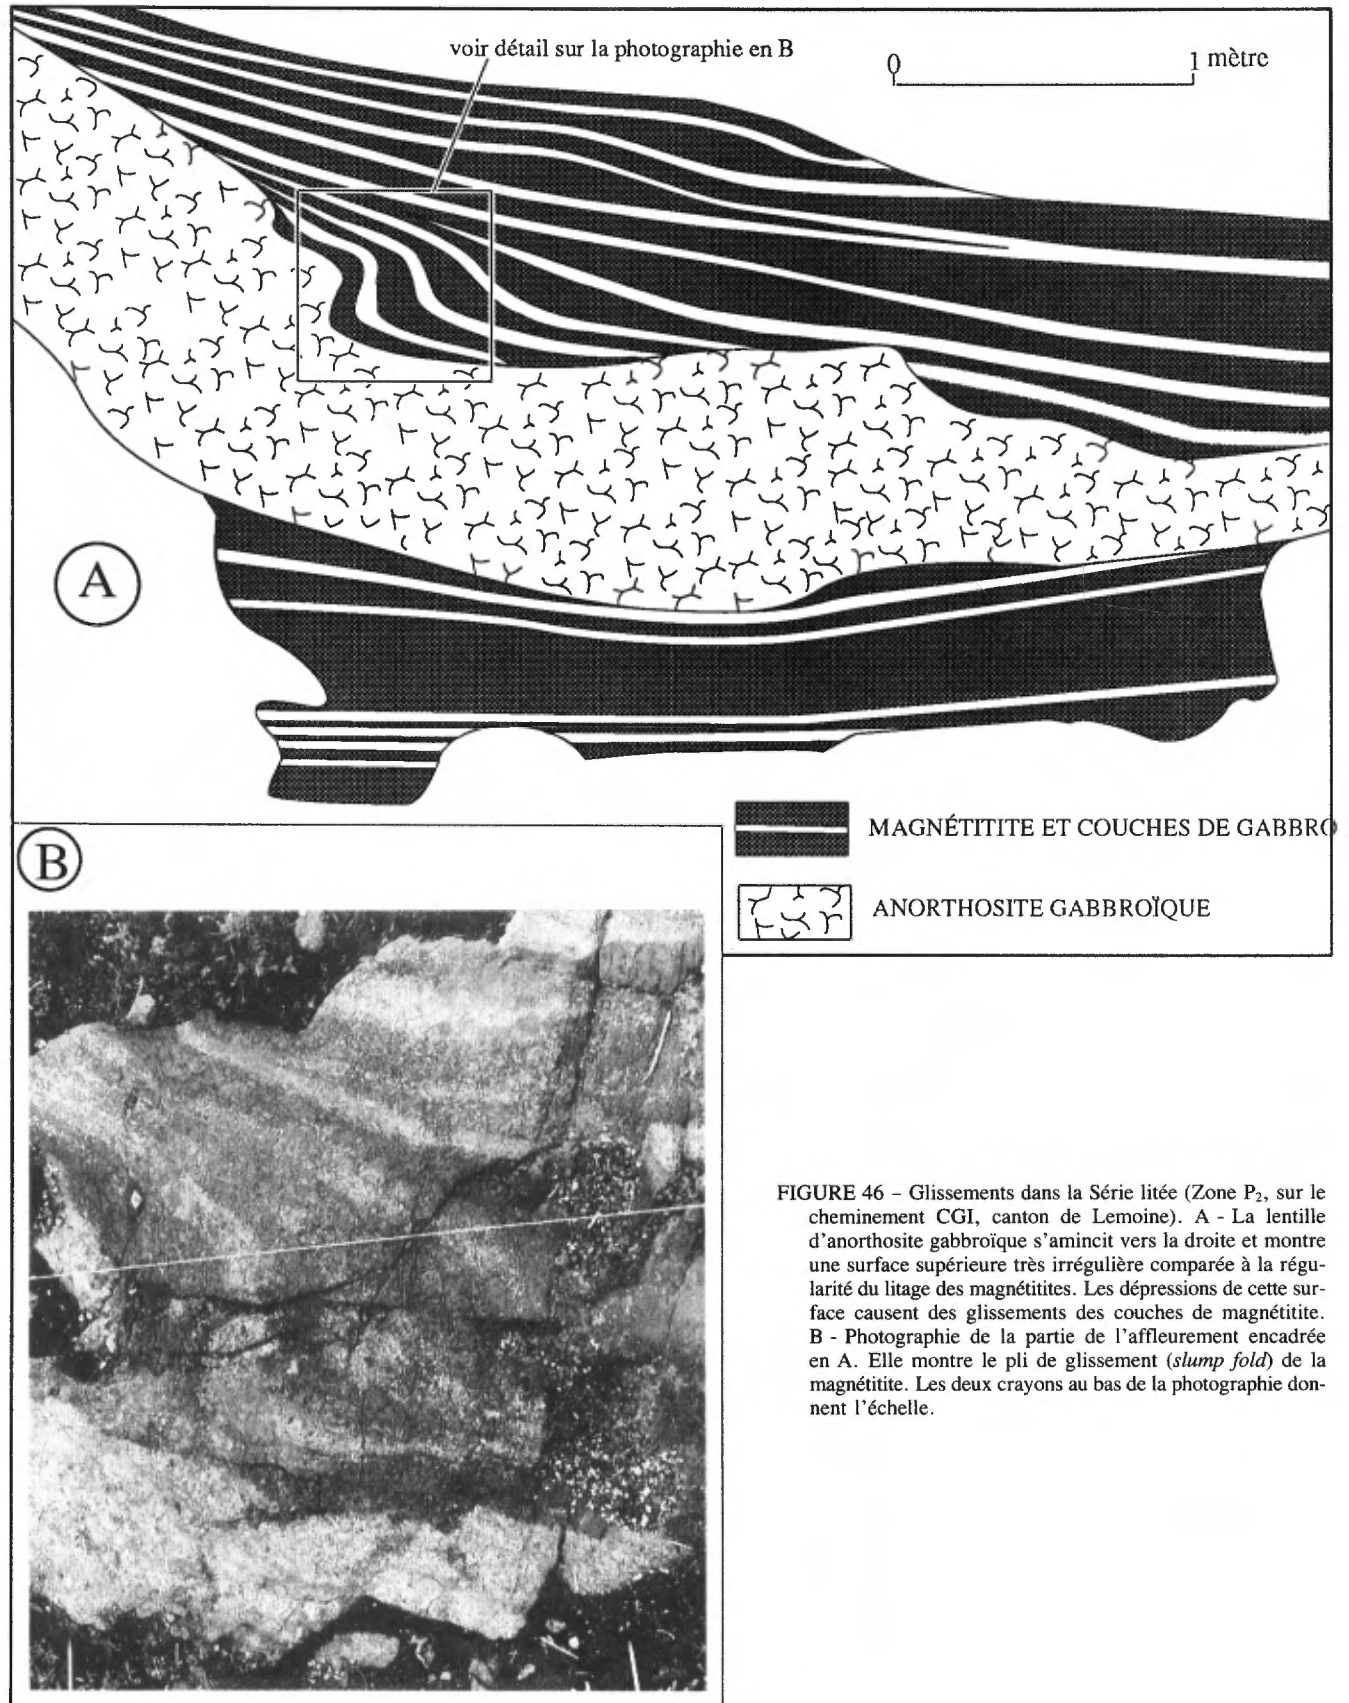 voir détail sur la photographie en B
0 1 mètre
A
MAGNÉTITITE ET COUCHES DE GABBRO
ANORTHOSITE GABBROÏQUE
B
FIGURE 46 – Glissements dans la Série litée (Zone P₂, sur le
cheminement CGI, canton de Lemoine). A - La lentille
d'anorthosite gabbroïque s'amincit vers la droite et montre
une surface supérieure très irrégulière comparée à la régu-
larité du litage des magnétitites. Les dépressions de cette sur-
face causent des glissements des couches de magnétitite.
B - Photographie de la partie de l'affleurement encadrée
en A. Elle montre le pli de glissement (slump fold) de la
magnétitite. Les deux crayons au bas de la photographie don-
nent l'échelle.